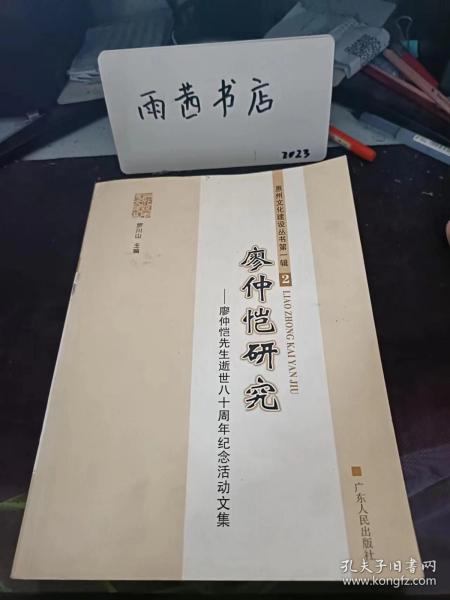 雨茜书店
2023
惠州文化建设丛书第一辑
2
廖仲恺研究
LIAO ZHONG KAI YAN JIU
——廖仲恺先生逝世八十周年纪念活动文集
主编
广东人民出版社
孔夫子旧书网
www.kongfz.com